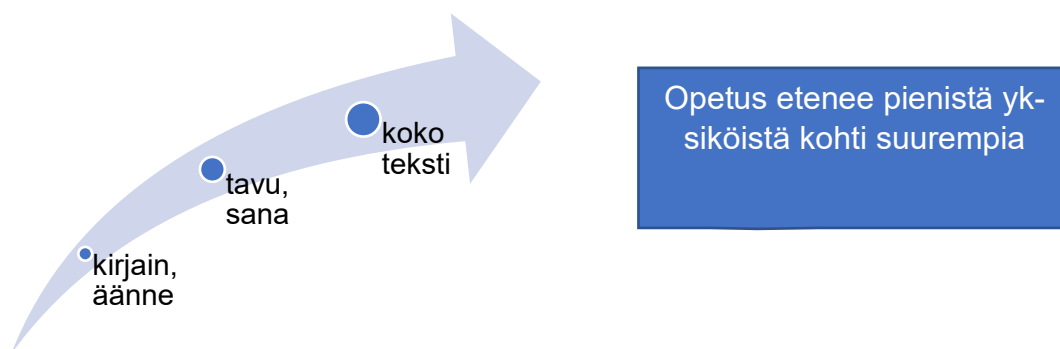 koko
teksti
tavu,
sana
kirjain,
äänne
Opetus etenee pienistä yk-
siköistä kohti suurempia